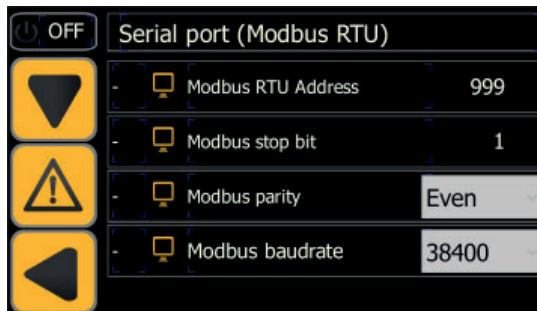 OFF Serial port (Modbus RTU)
- Modbus RTU Address 999
- Modbus stop bit 1
- Modbus parity Even
- Modbus baudrate 38400